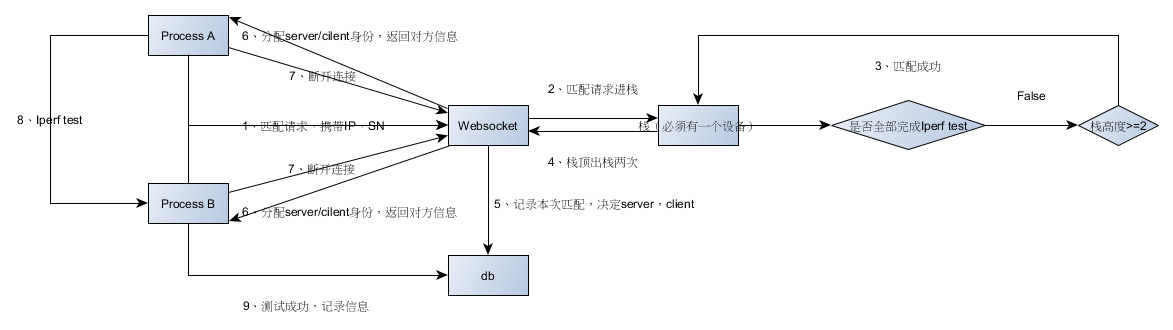 Process A
6、分配server/cilent身份，返回对方信息
7、断开连接
3、匹配成功
2、匹配请求进栈
False
8、Iperf test
1、匹配请求，携带IP，SN
Websocket
栈（必须有一个设备）
是否全部完成Iperf test
栈高度>=2
7、断开连接
4、栈顶出栈两次
Process B
6、分配server/cilent身份，返回对方信息
5、记录本次匹配，决定server，client
db
9、测试成功，记录信息